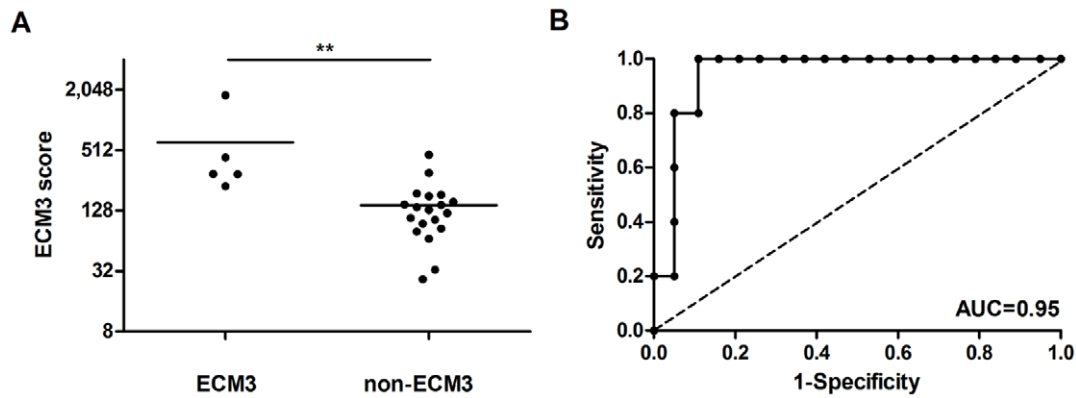 A
**
ECM3 score
2,048
512
128
32
8
ECM3
non-ECM3
B
Sensitivity
1.0
0.8
0.6
0.4
0.2
0.0
AUC=0.95
0.0
0.2
0.4
0.6
0.8
1.0
1-Specificity